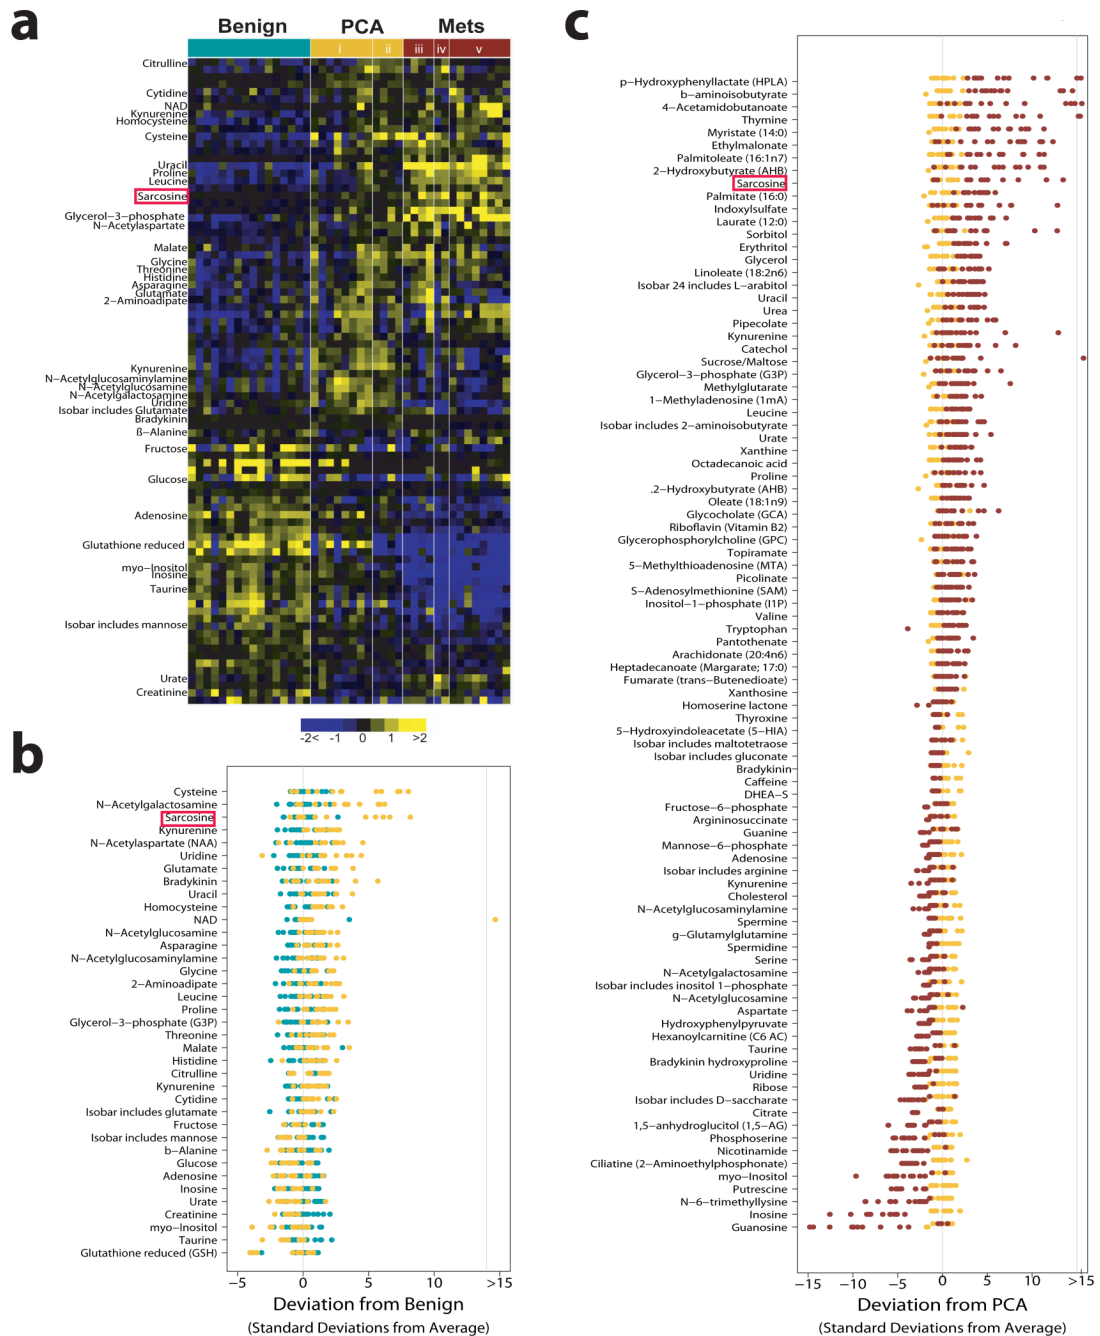 a
Benign PCA Mets
i ii iii iv v
Citrulline
Cytidine
NAD
Kynurenine
Homocysteine
Cysteine
Uracil
Proline
Leucine
Sarcosine
Glycerol−3−phosphate
N−Acetylaspartate
Malate
Glycine
Threonine
Histidine
Asparagine
Glutamate
2−Aminoadipate
Kynurenine
N−Acetylglucosaminylamine
N−Acetylglucosamine
N−Acetylgalactosamine
Uridine
Isobar includes Glutamate
Bradykinin
ß−Alanine
Fructose
Glucose
Adenosine
Glutathione reduced
myo−Inositol
Inosine
Taurine
Isobar includes mannose
Urate
Creatinine
-2< -1 0 1 >2
b
Cysteine
N−Acetylgalactosamine
Sarcosine
Kynurenine
N−Acetylaspartate (NAA)
Uridine
Glutamate
Bradykinin
Uracil
Homocysteine
NAD
N−Acetylglucosamine
Asparagine
N−Acetylglucosaminylamine
Glycine
2−Aminoadipate
Leucine
Proline
Glycerol−3−phosphate (G3P)
Threonine
Malate
Histidine
Citrulline
Kynurenine
Cytidine
Isobar includes glutamate
Fructose
Isobar includes mannose
b−Alanine
Glucose
Adenosine
Inosine
Urate
Creatinine
myo−Inositol
Taurine
Glutathione reduced (GSH)
−5 0 5 10 >15
Deviation from Benign
(Standard Deviations from Average)
c
p−Hydroxyphenyllactate (HPLA)
b−aminoisobutyrate
4−Acetamidobutanoate
Thymine
Myristate (14:0)
Ethylmalonate
Palmitoleate (16:1n7)
2−Hydroxybutyrate (AHB)
Sarcosine
Palmitate (16:0)
Indoxylsulfate
Laurate (12:0)
Sorbitol
Erythritol
Glycerol
Linoleate (18:2n6)
Isobar 24 includes L−arabitol
Uracil
Urea
Pipecolate
Kynurenine
Catechol
Sucrose/Maltose
Glycerol−3−phosphate (G3P)
Methylglutarate
1−Methyladenosine (1mA)
Leucine
Isobar includes 2−aminoisobutyrate
Urate
Xanthine
Octadecanoic acid
Proline
.2−Hydroxybutyrate (AHB)
Oleate (18:1n9)
Glycocholate (GCA)
Riboflavin (Vitamin B2)
Glycerophosphorylcholine (GPC)
Topiramate
5−Methylthioadenosine (MTA)
Picolinate
S−Adenosylmethionine (SAM)
Inositol−1−phosphate (I1P)
Valine
Tryptophan
Pantothenate
Arachidonate (20:4n6)
Heptadecanoate (Margarate; 17:0)
Fumarate (trans−Butenedioate)
Xanthosine
Homoserine lactone
Thyroxine
5−Hydroxyindoleacetate (5−HIA)
Isobar includes maltotetraose
Isobar includes gluconate
Bradykinin
Caffeine
DHEA−S
Fructose−6−phosphate
Argininosuccinate
Guanine
Mannose−6−phosphate
Adenosine
Isobar includes arginine
Kynurenine
Cholesterol
N−Acetylglucosaminylamine
Spermine
g−Glutamylglutamine
Spermidine
Serine
N−Acetylgalactosamine
Isobar includes inositol 1−phosphate
N−Acetylglucosamine
Aspartate
Hydroxyphenylpyruvate
Hexanoylcarnitine (C6 AC)
Taurine
Bradykinin hydroxyproline
Uridine
Ribose
Isobar includes D−saccharate
Citrate
1,5−anhydroglucitol (1,5−AG)
Phosphoserine
Nicotinamide
Ciliatine (2−Aminoethylphosphonate)
myo−Inositol
Putrescine
N−6−trimethyllysine
Inosine
Guanosine
−15 −10 −5 0 5 10 >15
Deviation from PCA
(Standard Deviations from Average)